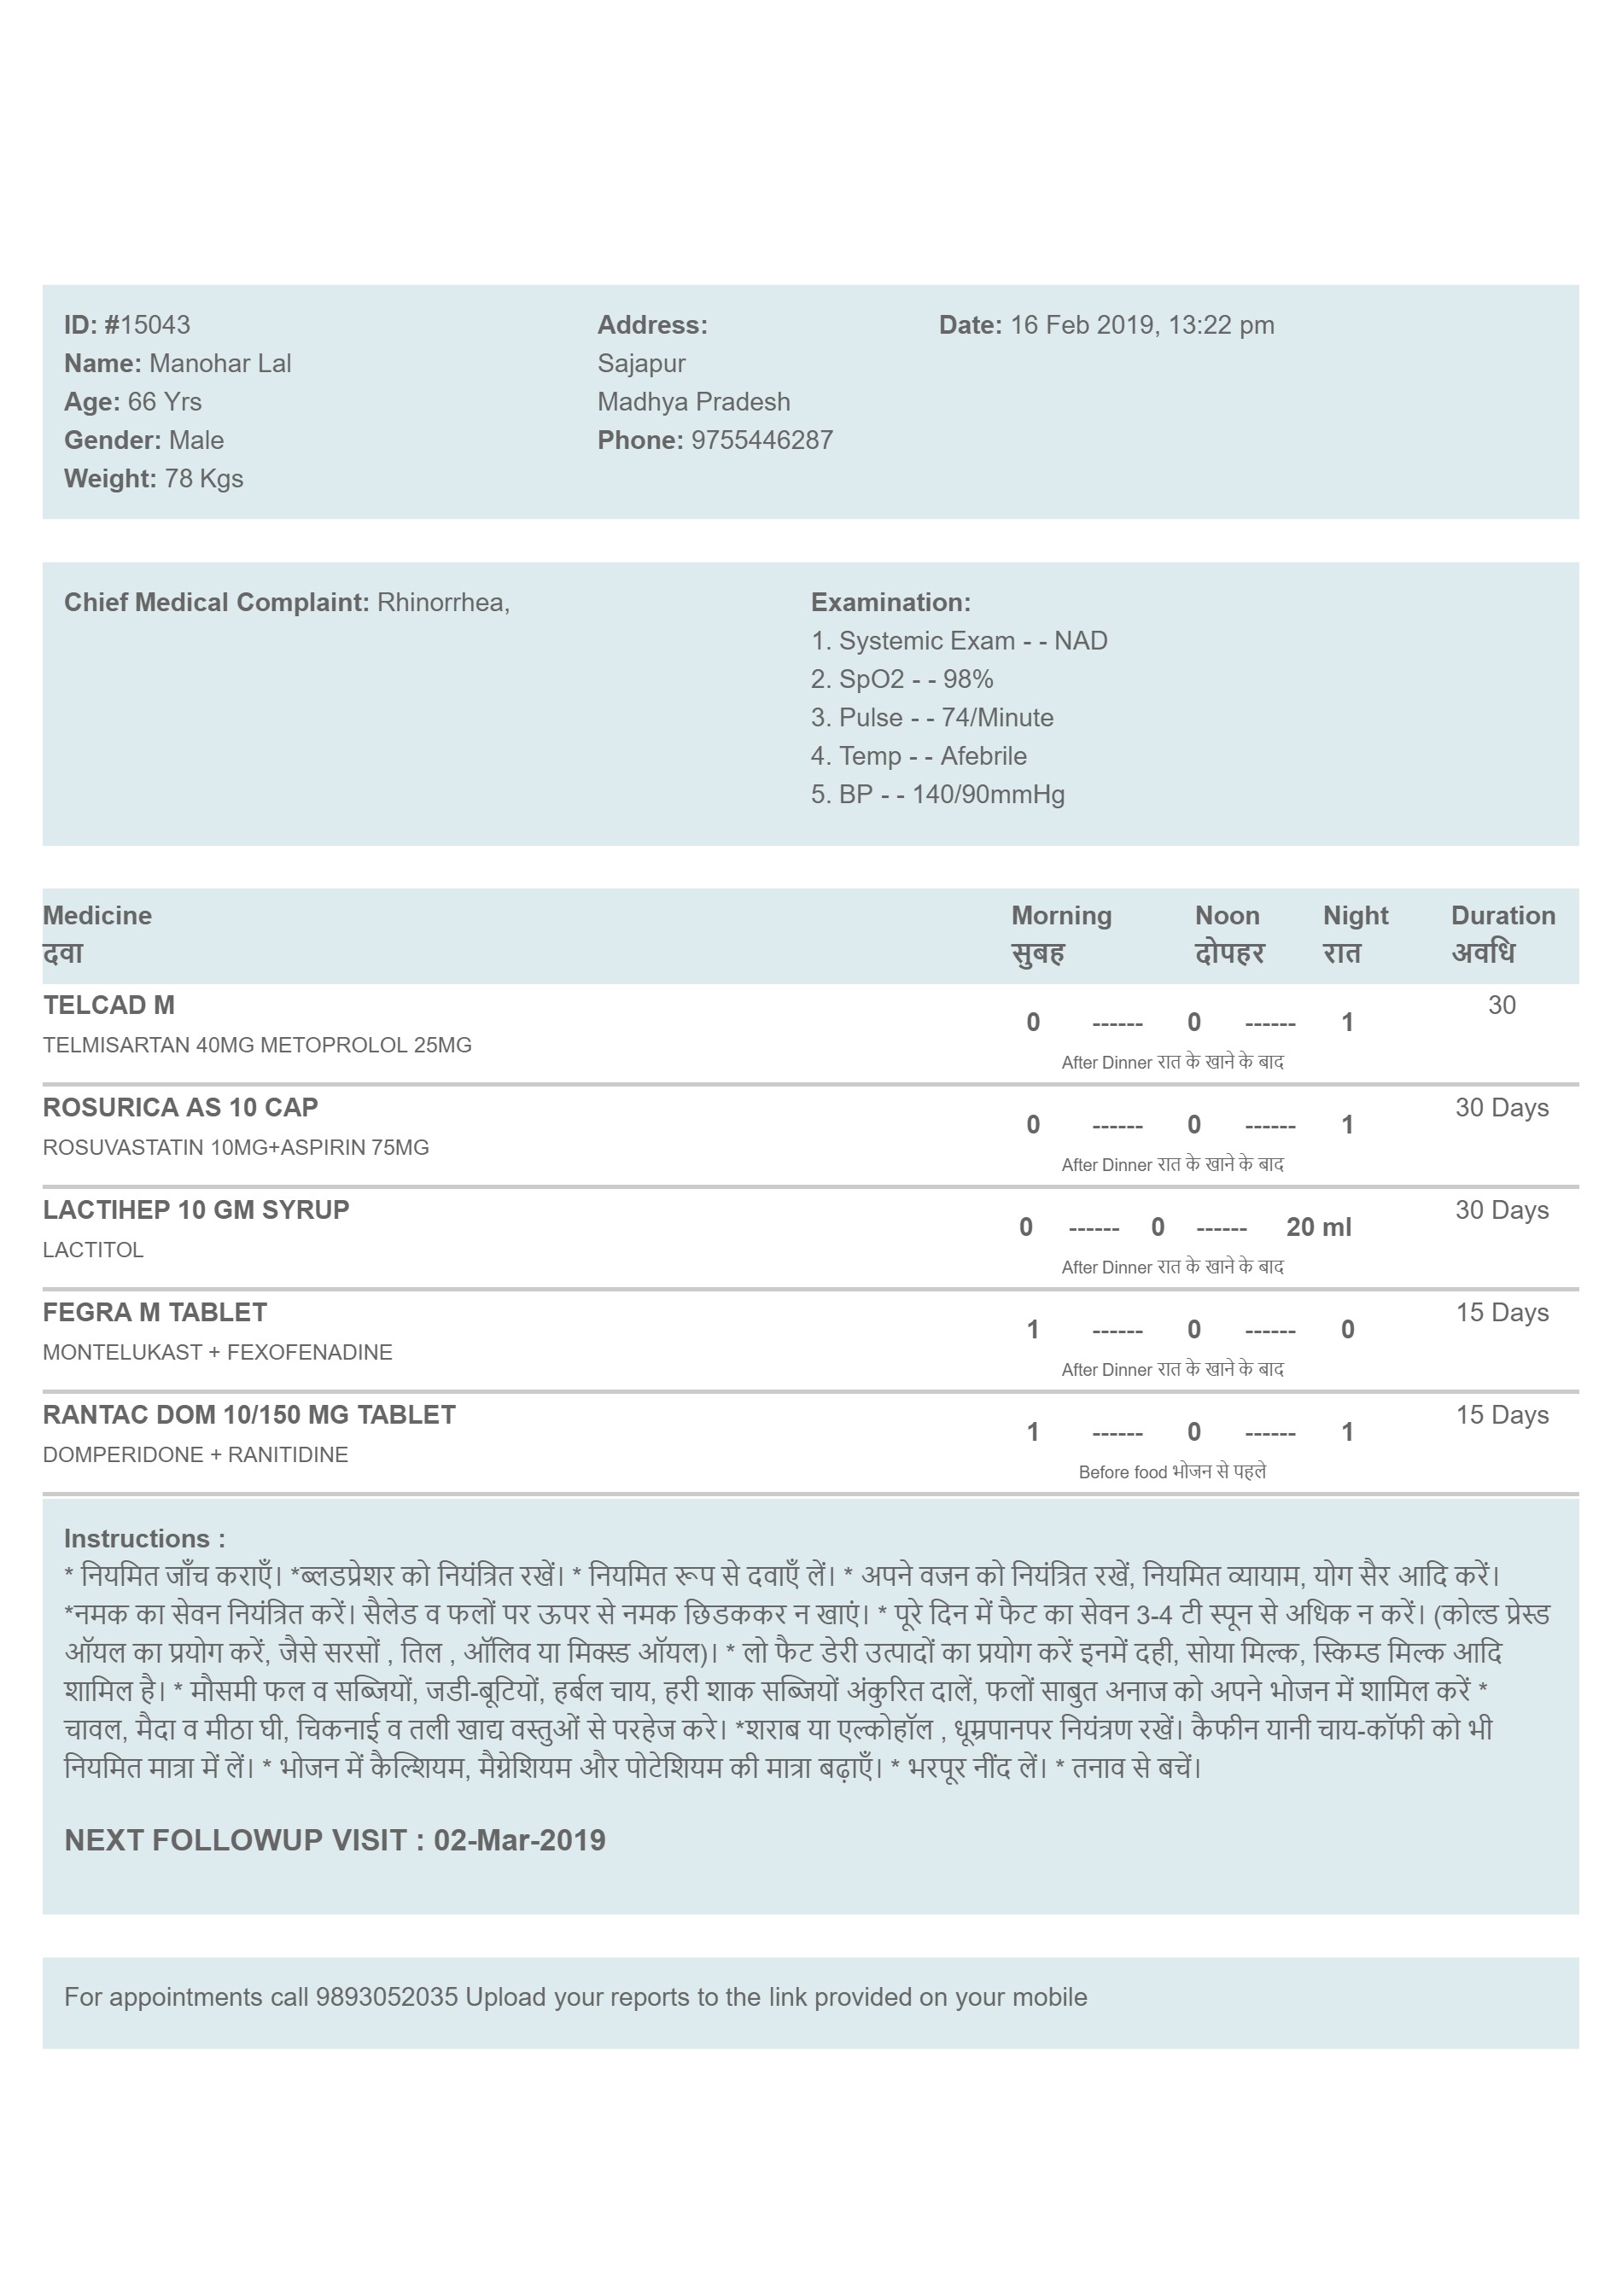 ID: #15043
Name: Manohar Lal
Age: 66 Yrs
Gender: Male
Weight: 78 Kgs
Address:
Sajapur
Madhya Pradesh
Phone: 9755446287
Date: 16 Feb 2019, 13:22 pm
Chief Medical Complaint: Rhinorrhea,
Examination:
1. Systemic Exam - - NAD
2. SpO2 - - 98%
3. Pulse - - 74/Minute
4. Temp - - Afebrile
5. BP - - 140/90mmHg
Medicine Morning Noon Night Duration
दवा सुबह दोपहर रात अवधि
TELCAD M 30
0 ------ 0 ------ 1
TELMISARTAN 40MG METOPROLOL 25MG
After Dinner रात के खाने के बाद
ROSURICA AS 10 CAP 30 Days
0 ------ 0 ------ 1
ROSUVASTATIN 10MG+ASPIRIN 75MG
After Dinner रात के खाने के बाद
LACTIHEP 10 GM SYRUP 30 Days
0 ------ 0 ------ 20 ml
LACTITOL
After Dinner रात के खाने के बाद
FEGRA M TABLET 15 Days
1 ------ 0 ------ 0
MONTELUKAST + FEXOFENADINE
After Dinner रात के खाने के बाद
RANTAC DOM 10/150 MG TABLET 15 Days
1 ------ 0 ------ 1
DOMPERIDONE + RANITIDINE
Before food भोजन से पहले
Instructions :
* नियमित जाँच कराएँ। *ब्लडप्रेशर को नियंत्रित रखें। * नियमित रूप से दवाएँ लें। * अपने वजन को नियंत्रित रखें, नियमित व्यायाम, योग सैर आदि करें।
*नमक का सेवन नियंत्रित करें। सैलेड व फलों पर ऊपर से नमक छिडककर न खाएं। * पूरे दिन में फैट का सेवन 3-4 टी स्पून से अधिक न करें। (कोल्ड प्रेस्ड
ऑयल का प्रयोग करें, जैसे सरसों , तिल , ऑलिव या मिक्स्ड ऑयल)। * लो फैट डेरी उत्पादों का प्रयोग करें इनमें दही, सोया मिल्क, स्किम्ड मिल्क आदि
शामिल है। * मौसमी फल व सब्जियों, जडी-बूटियों, हर्बल चाय, हरी शाक सब्जियों अंकुरित दालें, फलों साबुत अनाज को अपने भोजन में शामिल करें *
चावल, मैदा व मीठा घी, चिकनाई व तली खाद्य वस्तुओं से परहेज करे। *शराब या एल्कोहॉल , धूम्रपानपर नियंत्रण रखें। कैफीन यानी चाय-कॉफी को भी
नियमित मात्रा में लें। * भोजन में कैल्शियम, मैग्नेशियम और पोटेशियम की मात्रा बढ़ाएँ। * भरपूर नींद लें। * तनाव से बचें।
NEXT FOLLOWUP VISIT : 02-Mar-2019
For appointments call 9893052035 Upload your reports to the link provided on your mobile